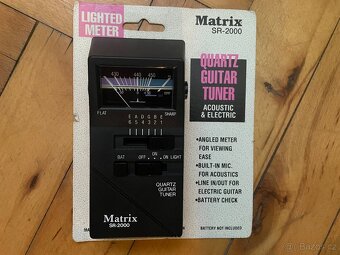 LIGHTED
METER
Matrix
SR-2000
QUARTZ
GUITAR
TUNER
ACOUSTIC
& ELECTRIC
•ANGLED METER
FOR VIEWING
EASE
•BUILT-IN MIC.
FOR ACOUSTICS
•LINE IN/OUT FOR
ELECTRIC GUITAR
•BATTERY CHECK
BATTERY NOT INCLUDED
430 440 450
FLAT SHARP
E A D G B E
6 5 4 3 2 1
ON
BAT OFF ON LIGHT
QUARTZ
GUITAR
TUNER
Matrix
SR-2000